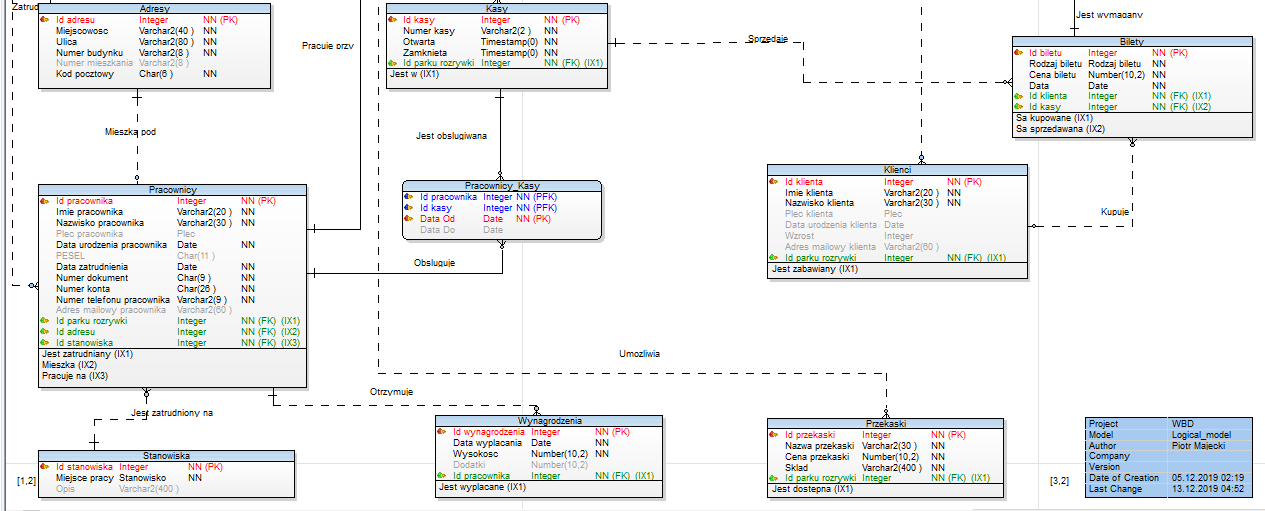 Zatrud
Adresy
Id adresu Integer NN (PK)
Miejscowosc Varchar2(40 ) NN
Ulica Varchar2(80 ) NN
Numer budynku Varchar2(8 ) NN
Numer mieszkania Varchar2(8 )
Kod pocztowy Char(6 ) NN
Pracuje przy
Kasy
Id kasy Integer NN (PK)
Numer kasy Varchar2(2 ) NN
Otwarta Timestamp(0) NN
Zamknieta Timestamp(0) NN
Id parku rozrywki Integer NN (FK) (IX1)
Jest w (IX1)
Sprzedaje
Jest wymagany
Bilety
Id biletu Integer NN (PK)
Rodzaj biletu Rodzaj biletu NN
Cena biletu Number(10,2) NN
Data Date NN
Id klienta Integer NN (FK) (IX1)
Id kasy Integer NN (FK) (IX2)
Sa kupowane (IX1)
Sa sprzedawana (IX2)
Mieszka pod
Jest obslugiwana
Pracownicy
Id pracownika Integer NN (PK)
Imie pracownika Varchar2(20 ) NN
Nazwisko pracownika Varchar2(30 ) NN
Plec pracownika Plec
Data urodzenia pracownika Date NN
PESEL Char(11 )
Data zatrudnienia Date NN
Numer dokument Char(9 ) NN
Numer konta Char(26 ) NN
Numer telefonu pracownika Varchar2(9 ) NN
Adres mailowy pracownika Varchar2(60 )
Id parku rozrywki Integer NN (FK) (IX1)
Id adresu Integer NN (FK) (IX2)
Id stanowiska Integer NN (FK) (IX3)
Jest zatrudniany (IX1)
Mieszka (IX2)
Pracuje na (IX3)
Pracownicy_Kasy
Id pracownika Integer NN (PFK)
Id kasy Integer NN (PFK)
Data Od Date NN (PK)
Data Do Date
Obsluguje
Klienci
Id klienta Integer NN (PK)
Imie klienta Varchar2(20 ) NN
Nazwisko klienta Varchar2(30 ) NN
Plec klienta Plec
Data urodzenia klienta Date
Wzrost Integer
Adres mailowy klienta Varchar2(60 )
Id parku rozrywki Integer NN (FK) (IX1)
Jest zabawiany (IX1)
Kupuje
Umozliwia
Otrzymuje
Jest zatrudniony na
Stanowiska
Id stanowiska Integer NN (PK)
Miejsce pracy Stanowisko NN
Opis Varchar2(400 )
[1,2]
Wynagrodzenia
Id wynagrodzenia Integer NN (PK)
Data wyplacania Date NN
Wysokosc Number(10,2) NN
Dodatki Number(10,2)
Id pracownika Integer NN (FK) (IX1)
Jest wyplacane (IX1)
Przekaski
Id przekaski Integer NN (PK)
Nazwa przekaski Varchar2(30 ) NN
Cena przekaski Number(10,2) NN
Sklad Varchar2(400 ) NN
Id parku rozrywki Integer NN (FK) (IX1)
Jest dostepna (IX1)
[3,2]
Project WBD
Model Logical_model
Author Piotr Majecki
Company
Version
Date of Creation 05.12.2019 02:19
Last Change 13.12.2019 04:52